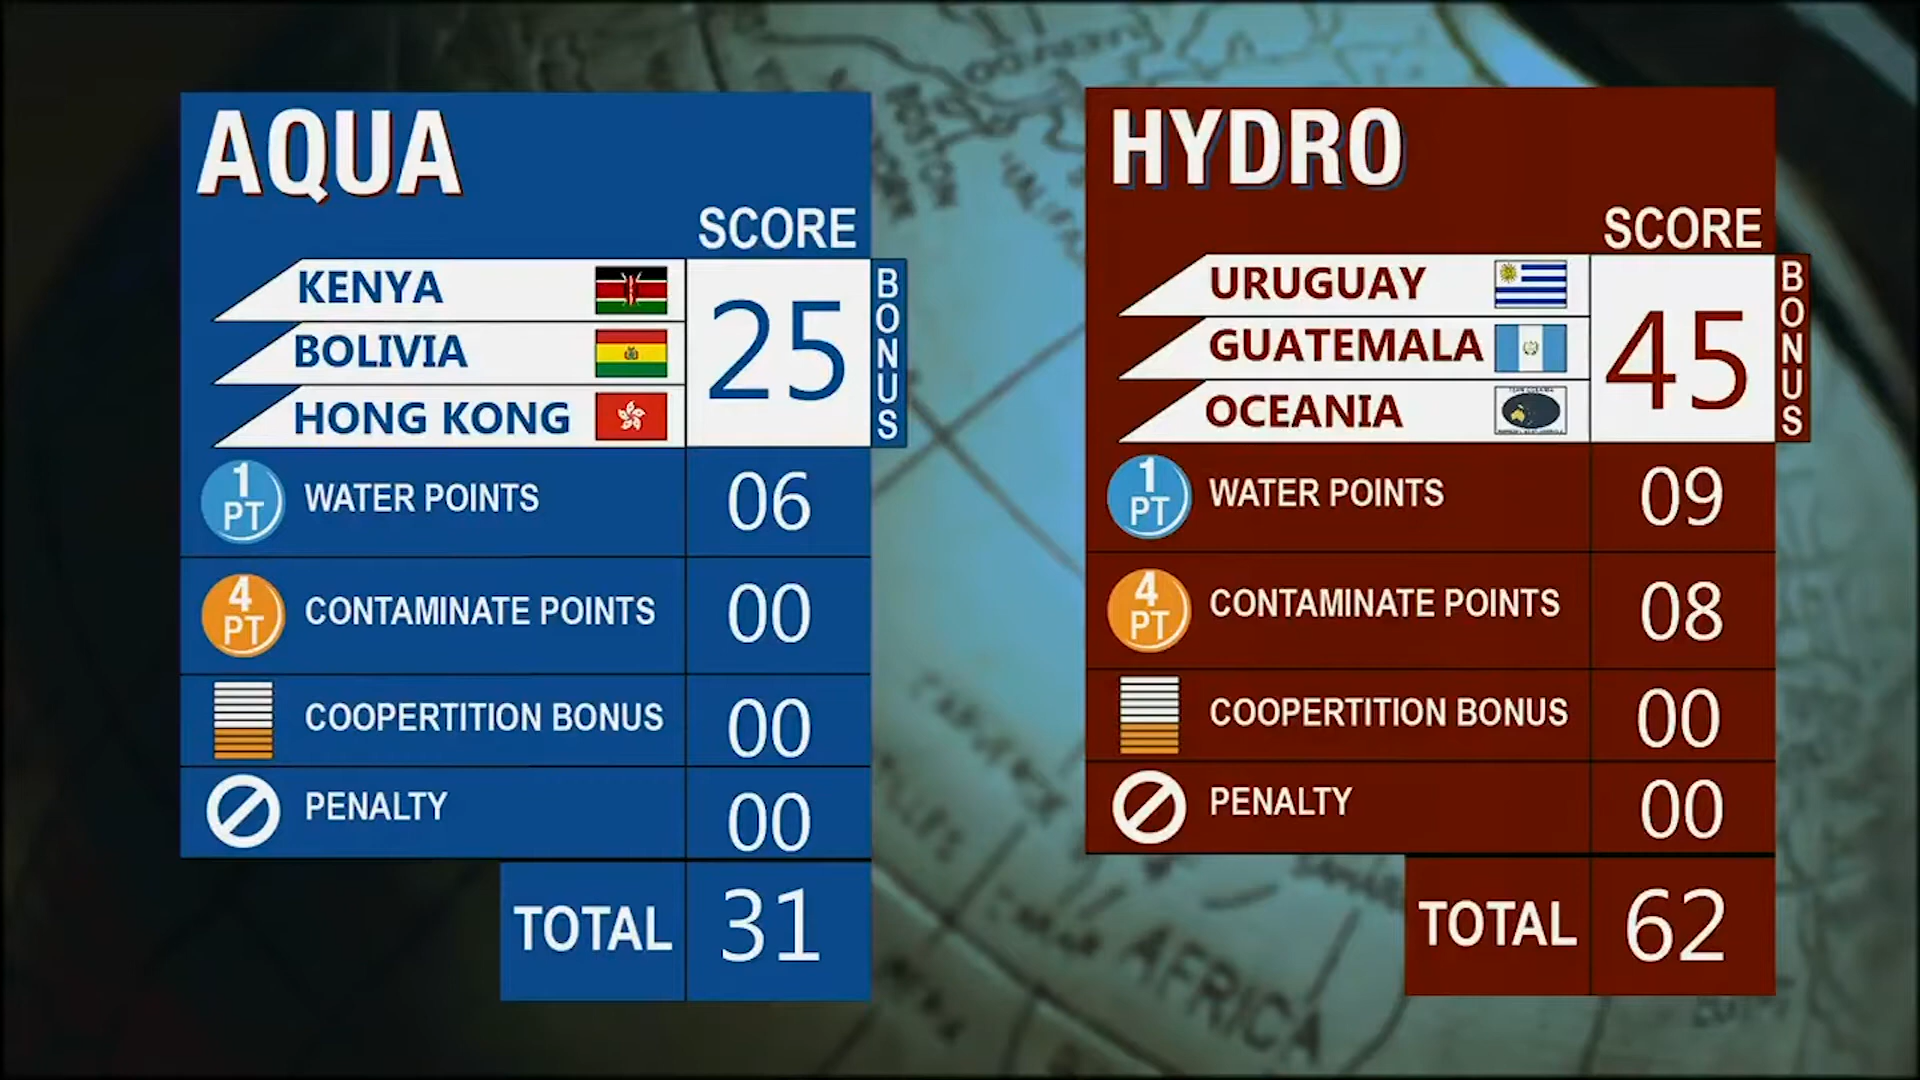 AQUA
SCORE
KENYA
BOLIVIA
HONG KONG
25
BONUS
1 PT WATER POINTS 06
4 PT CONTAMINATE POINTS 00
COOPERTITION BONUS 00
PENALTY 00
TOTAL 31
HYDRO
SCORE
URUGUAY
GUATEMALA
OCEANIA
45
BONUS
1 PT WATER POINTS 09
4 PT CONTAMINATE POINTS 08
COOPERTITION BONUS 00
PENALTY 00
TOTAL 62
BOSTON
AFRICA